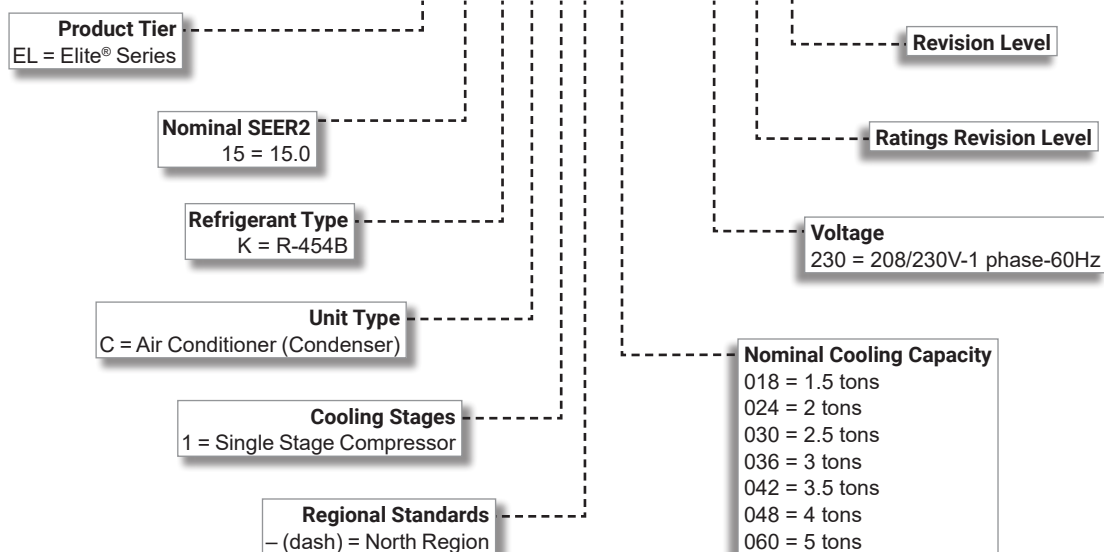 Product Tier
EL = Elite® Series
Revision Level
Nominal SEER2
15 = 15.0
Ratings Revision Level
Refrigerant Type
K = R-454B
Voltage
230 = 208/230V-1 phase-60Hz
Unit Type
C = Air Conditioner (Condenser)
Nominal Cooling Capacity
018 = 1.5 tons
024 = 2 tons
030 = 2.5 tons
036 = 3 tons
042 = 3.5 tons
048 = 4 tons
060 = 5 tons
Cooling Stages
1 = Single Stage Compressor
Regional Standards
– (dash) = North Region